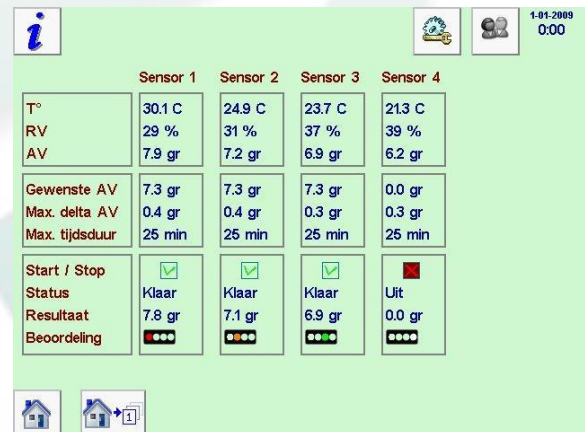 i
1-01-2009
0:00
Sensor 1 Sensor 2 Sensor 3 Sensor 4
T° 30.1 C 24.9 C 23.7 C 21.3 C
RV 29 % 31 % 37 % 39 %
AV 7.9 gr 7.2 gr 6.9 gr 6.2 gr
Gewenste AV 7.3 gr 7.3 gr 7.3 gr 0.0 gr
Max. delta AV 0.4 gr 0.4 gr 0.3 gr 0.3 gr
Max. tijdsduur 25 min 25 min 25 min 25 min
Start / Stop
Status Klaar Klaar Klaar Uit
Resultaat 7.8 gr 7.1 gr 6.9 gr 0.0 gr
Beoordeling
1